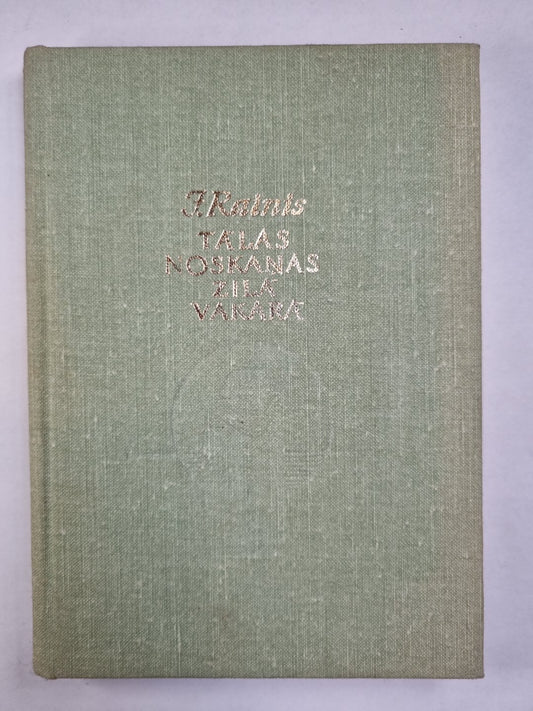 J. Rainis
TĀLAS
NOSKAŅAS
ZILĀ
VAKARĀ